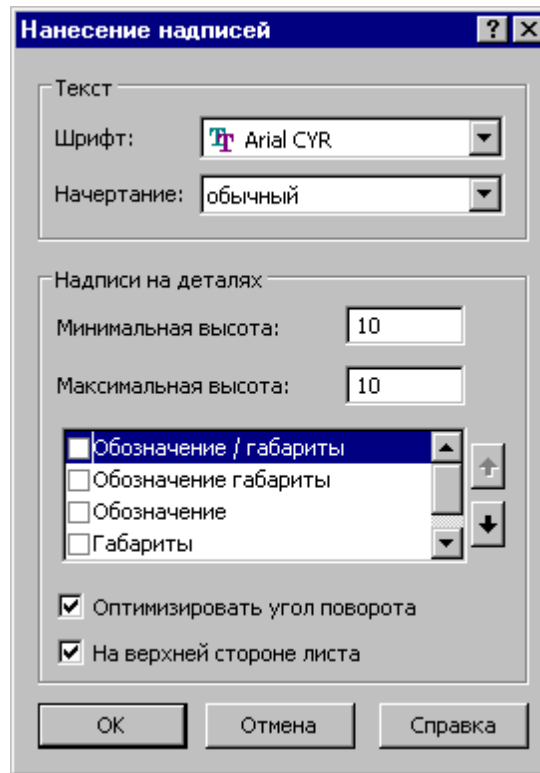 Нанесение надписей
Текст
Шрифт: Arial CYR
Начертание: обычный
Надписи на деталях
Минимальная высота: 10
Максимальная высота: 10
Обозначение / габариты
Обозначение габариты
Обозначение
Габариты
Оптимизировать угол поворота
На верхней стороне листа
OK Отмена Справка